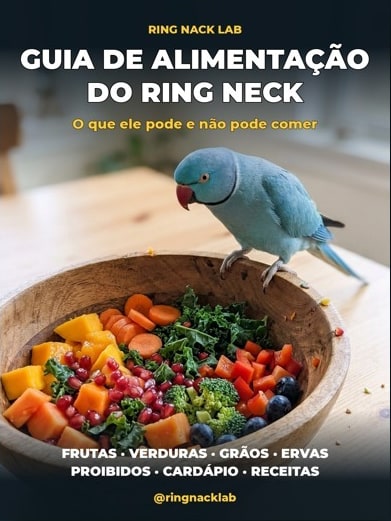 RING NACK LAB
GUIA DE ALIMENTAÇÃO
DO RING NECK
O que ele pode e não pode comer
FRUTAS · VERDURAS · GRÃOS · ERVAS
PROIBIDOS · CARDÁPIO · RECEITAS
@ringnacklab